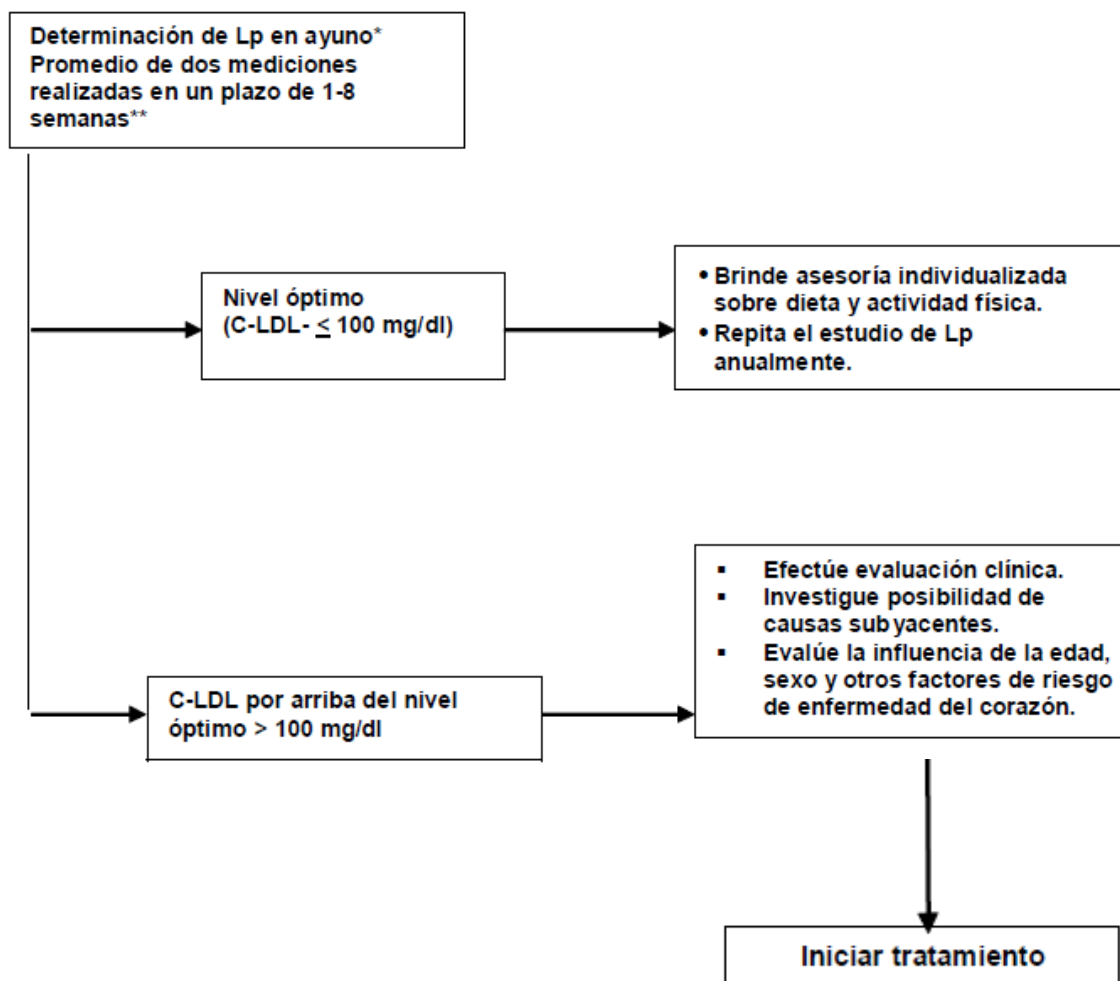 Determinación de Lp en ayuno*
Promedio de dos mediciones
realizadas en un plazo de 1-8
semanas**
Nivel óptimo
(C-LDL- ≤ 100 mg/dl)
• Brinde asesoría individualizada
sobre dieta y actividad física.
• Repita el estudio de Lp
anualmente.
C-LDL por arriba del nivel
óptimo > 100 mg/dl
▪ Efectúe evaluación clínica.
▪ Investigue posibilidad de
causas subyacentes.
▪ Evalúe la influencia de la edad,
sexo y otros factores de riesgo
de enfermedad del corazón.
Iniciar tratamiento